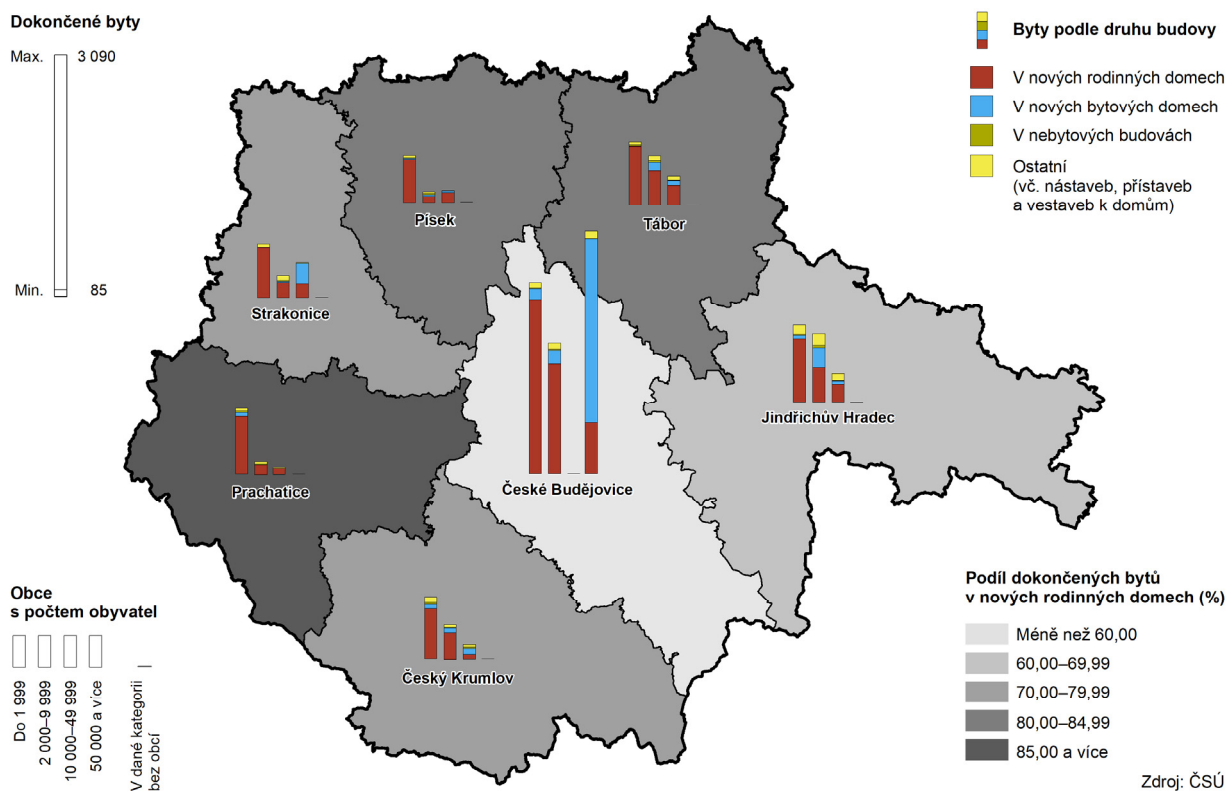 Dokončené byty
Max.
3 090
Min.
85
Byty podle druhu budovy
V nových rodinných domech
V nových bytových domech
V nebytových budovách
Ostatní
(vč. nástaveb, přístaveb
a vestaveb k domům)
Písek
Tábor
Strakonice
Jindřichův Hradec
Prachatice
České Budějovice
Český Krumlov
Obce
s počtem obyvatel
Do 1 999
2 000–9 999
10 000–49 999
50 000 a více
V dané kategorii
bez obcí
Podíl dokončených bytů
v nových rodinných domech (%)
Méně než 60,00
60,00–69,99
70,00–79,99
80,00–84,99
85,00 a více
Zdroj: ČSÚ